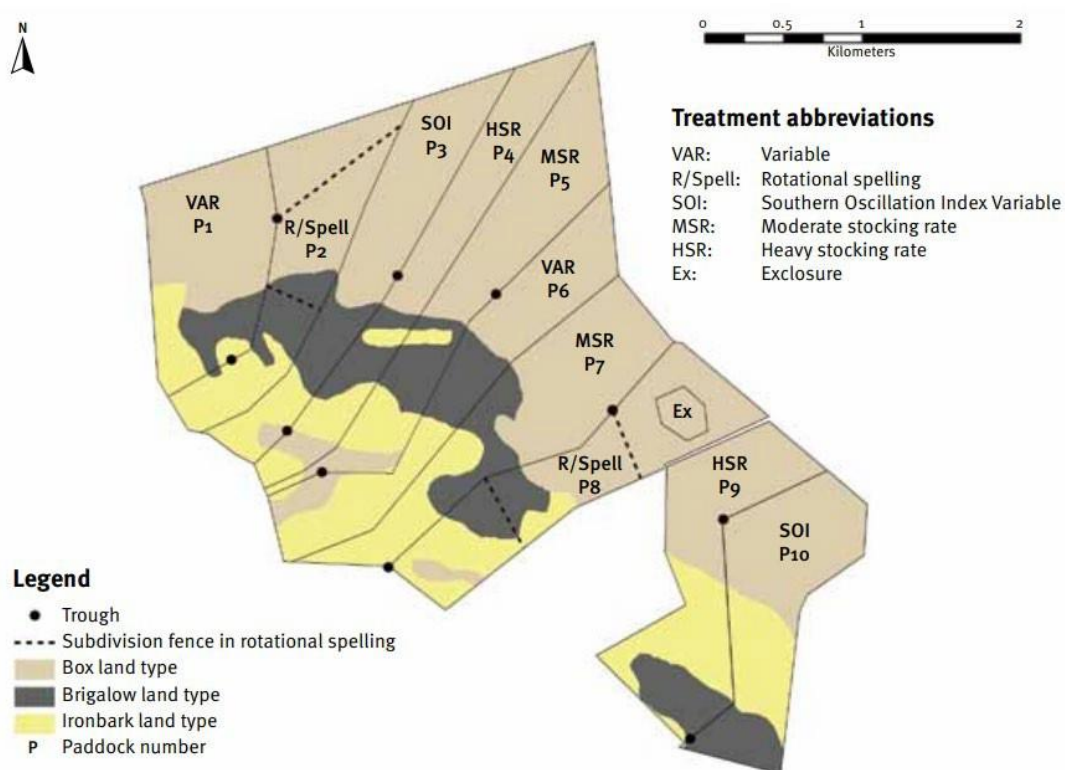 N
0
0.5
1
2
Kilometers
Treatment abbreviations
VAR: Variable
R/Spell: Rotational spelling
SOI: Southern Oscillation Index Variable
MSR: Moderate stocking rate
HSR: Heavy stocking rate
Ex: Exclosure
VAR
P1
R/Spell
P2
SOI
P3
HSR
P4
MSR
P5
VAR
P6
MSR
P7
Ex
R/Spell
P8
HSR
P9
SOI
P10
Legend
Trough
Subdivision fence in rotational spelling
Box land type
Brigalow land type
Ironbark land type
P Paddock number